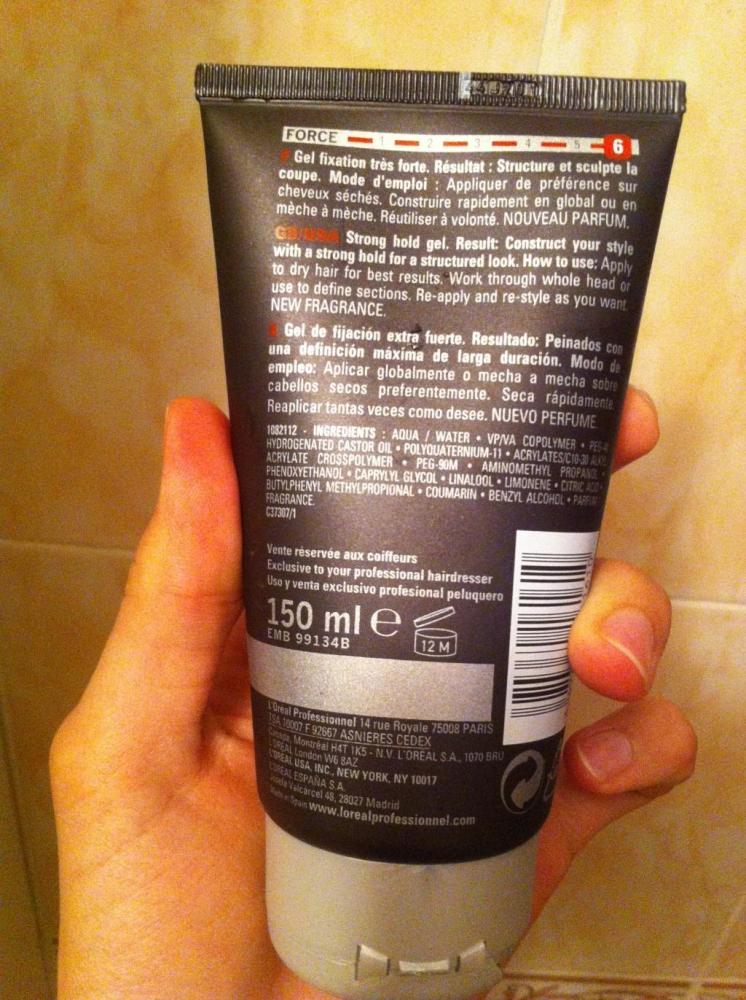 FORCE 1 2 3 4 5 6
F Gel fixation très forte. Résultat : Structure et sculpte la
coupe. Mode d'emploi : Appliquer de préférence sur
cheveux séchés. Construire rapidement en global ou en
mèche à mèche. Réutiliser à volonté. NOUVEAU PARFUM.
GB/USA Strong hold gel. Result: Construct your style
with a strong hold for a structured look. How to use: Apply
to dry hair for best results. Work through whole head or
use to define sections. Re-apply and re-style as you want.
NEW FRAGRANCE.
E Gel de fijación extra fuerte. Resultado: Peinados con
una definición máxima de larga duración. Modo de
empleo: Aplicar globalmente o mecha a mecha sobre
cabellos secos preferentemente. Seca rápidamente.
Reaplicar tantas veces como desee. NUEVO PERFUME.
1082112 - INGREDIENTS : AQUA / WATER • VP/VA COPOLYMER • PEG-40
HYDROGENATED CASTOR OIL • POLYQUATERNIUM-11 • ACRYLATES/C10-30 ALKYL
ACRYLATE CROSSPOLYMER • PEG-90M • AMINOMETHYL PROPANOL •
PHENOXYETHANOL • CAPRYLYL GLYCOL • LINALOOL • LIMONENE • CITRIC ACID •
BUTYLPHENYL METHYLPROPIONAL • COUMARIN • BENZYL ALCOHOL • PARFUM /
FRAGRANCE.
C37307/1
Vente réservée aux coiffeurs
Exclusive to your professional hairdresser
Uso y venta exclusivo profesional peluquero
150 ml e
EMB 99134B
12 M
L'Oréal Professionnel 14 rue Royale 75008 PARIS
TSA 10007 F 92667 ASNIERES CEDEX
Canada, Montréal H4T 1K5 - N.V. L'ORÉAL S.A., 1070 BRU
L'ORÉAL London W6 8AZ
L'ORÉAL USA, INC., NEW YORK, NY 10017
L'ORÉAL ESPAÑA S.A.
Josefa Valcárcel 48, 28027 Madrid
Made in Spain www.lorealprofessionnel.com